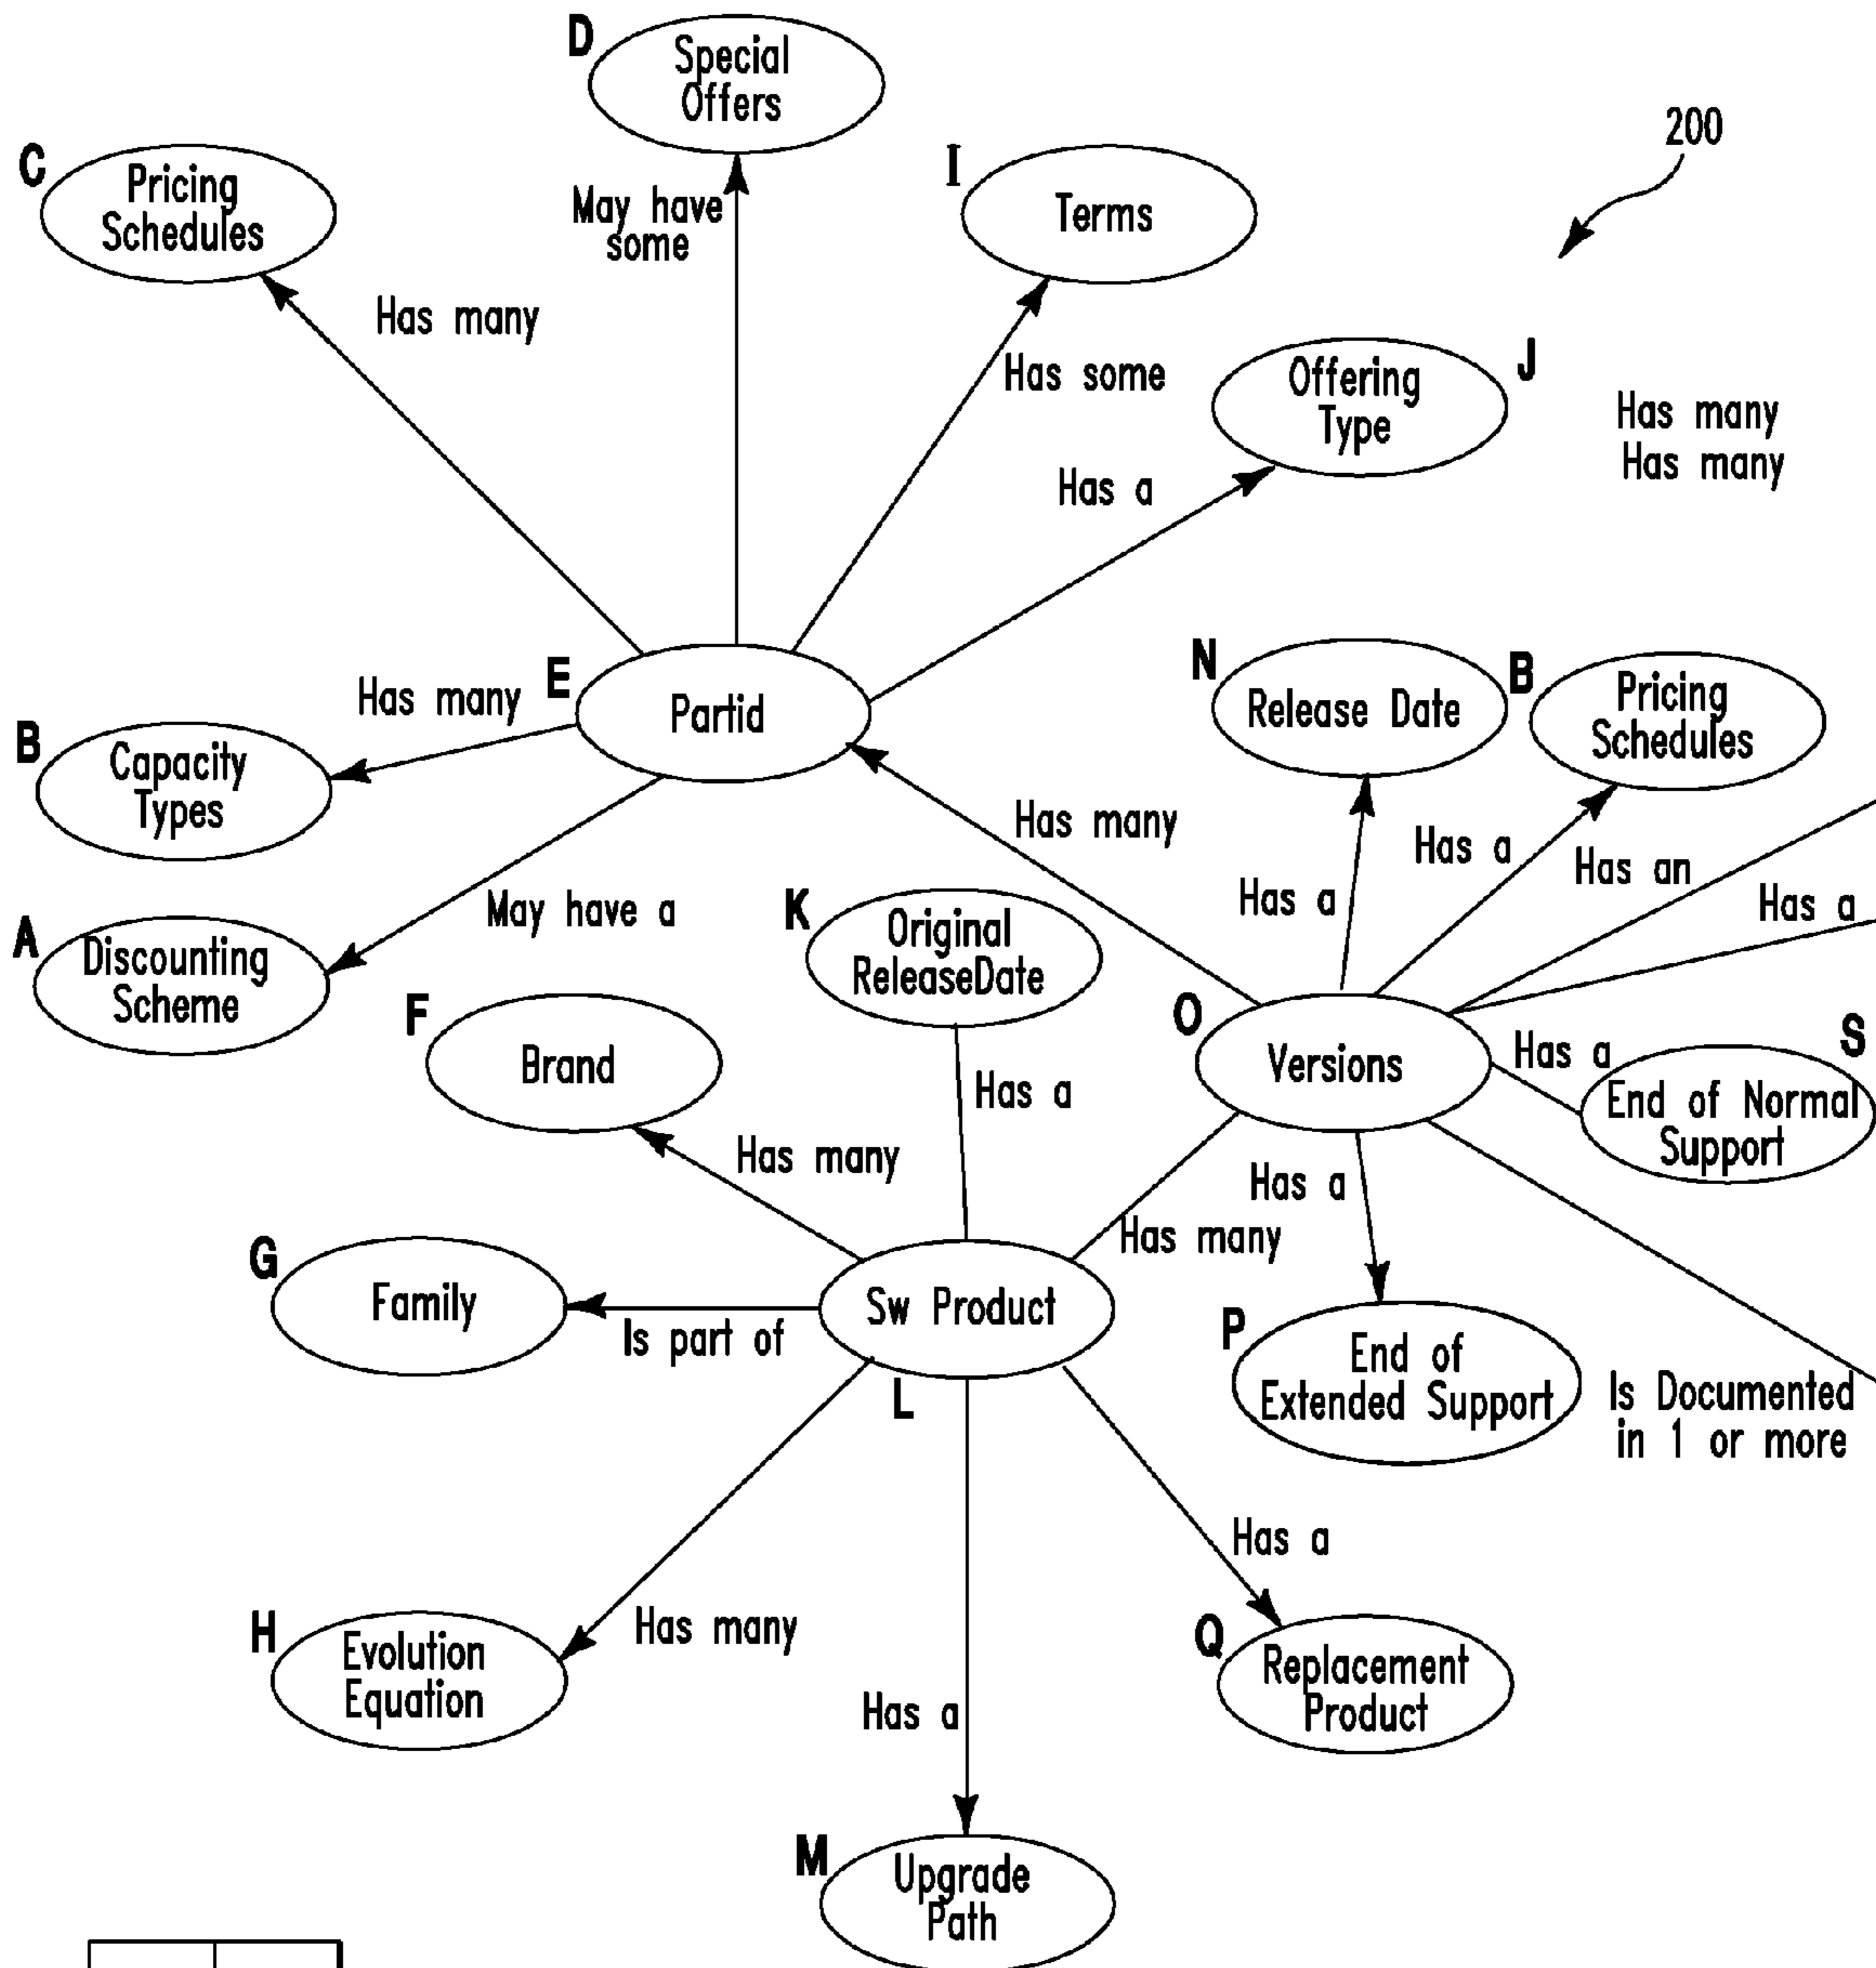 D
Special
Offers
200
C
Pricing
Schedules
I
Terms
May have
some
Has many
Has some
J
Offering
Type
Has many
Has many
Has a
E
Partid
N
Release Date
B
Pricing
Schedules
Has many
B
Capacity
Types
Has many
Has a
Has an
Has a
Has a
May have a
K
Original
ReleaseDate
A
Discounting
Scheme
F
Brand
O
Versions
Has a
S
End of Normal
Support
Has a
Has many
Has a
Has many
G
Family
Is part of
Sw Product
L
P
End of
Extended Support
Is Documented
in 1 or more
Has a
H
Evolution
Equation
Has many
Q
Replacement
Product
Has a
M
Upgrade
Path